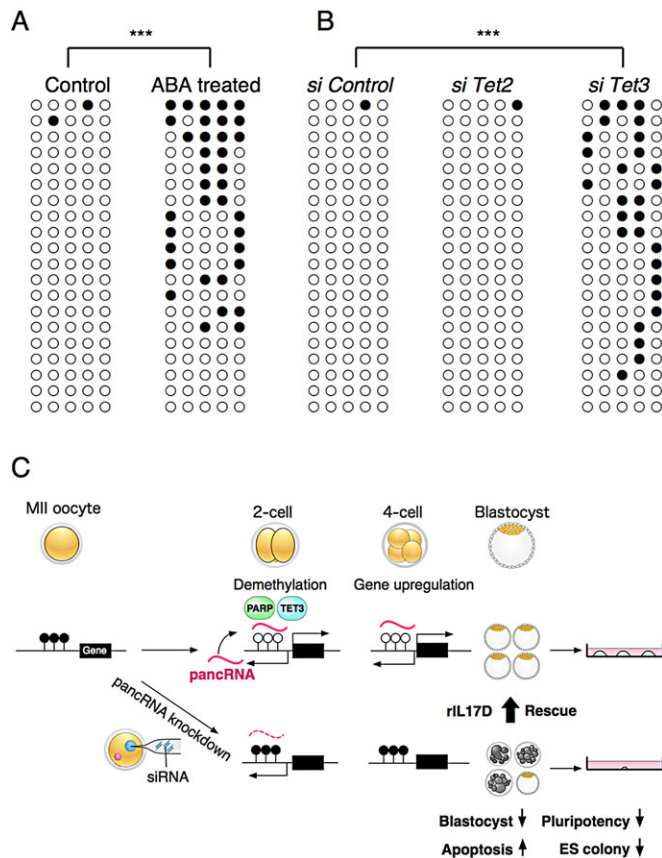 A
B
***
***
Control
ABA treated
si Control
si Tet2
si Tet3
C
MII oocyte
2-cell
4-cell
Blastocyst
Demethylation
Gene upregulation
PARP
TET3
Gene
pancRNA
pancRNA knockdown
siRNA
rIL17D
Rescue
Blastocyst
Pluripotency
Apoptosis
ES colony